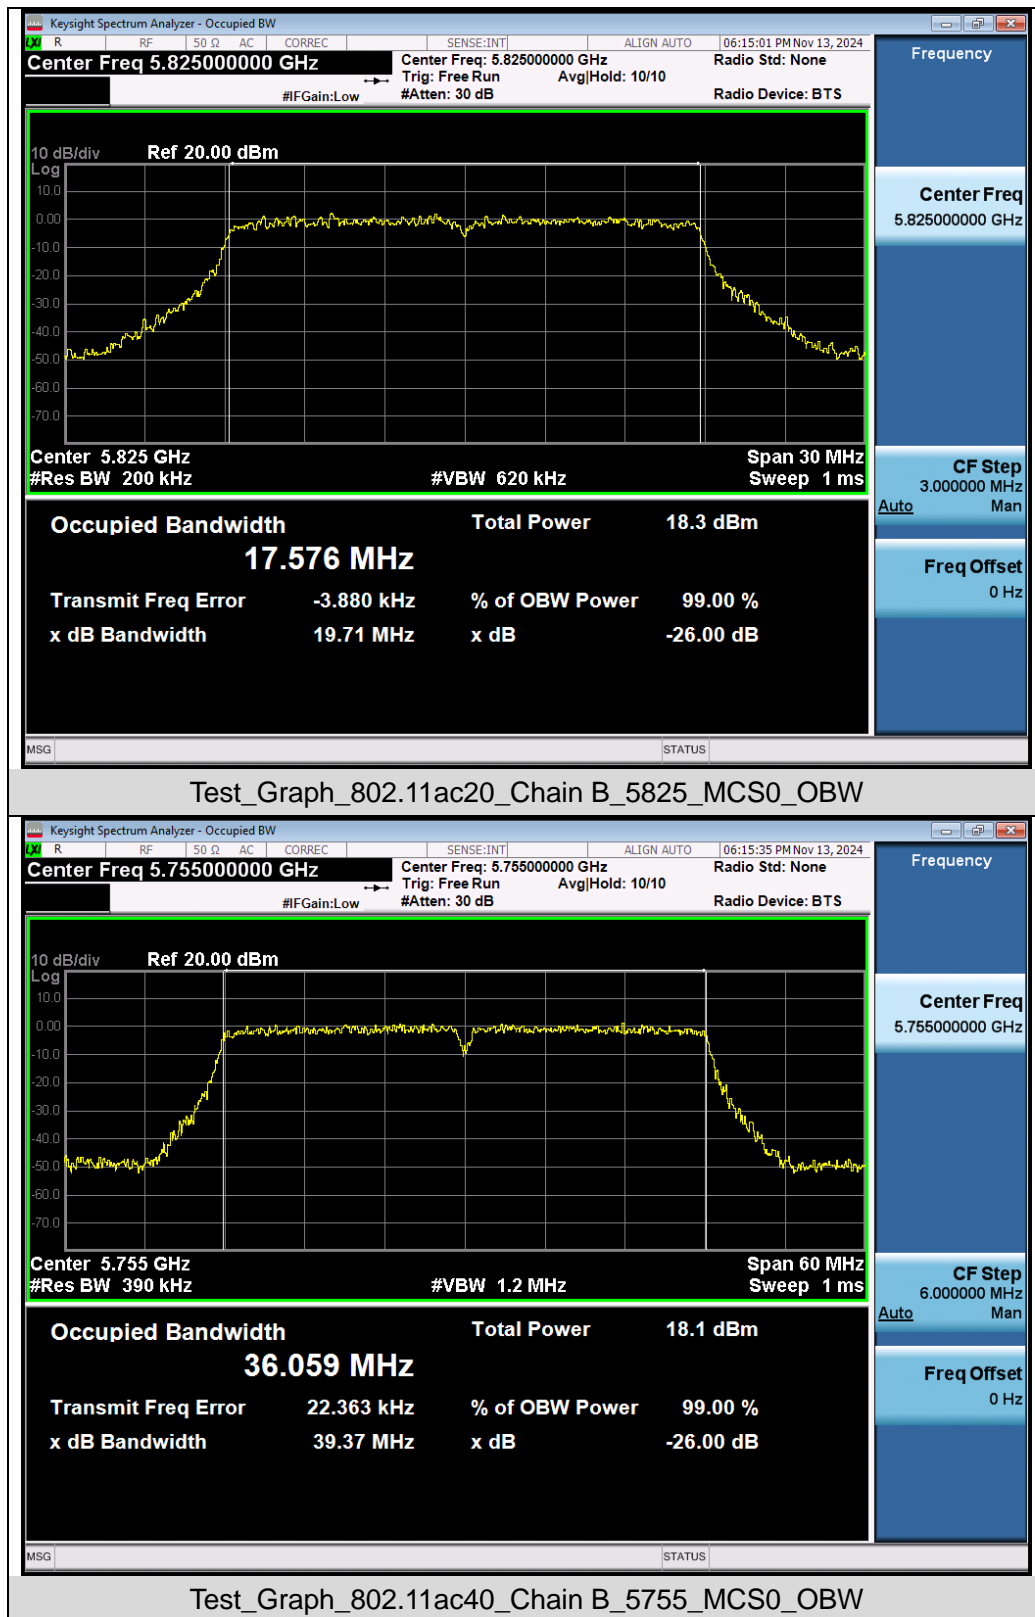 Keysight Spectrum Analyzer - Occupied BW
LXI R RF 50 Ω AC CORREC SENSE:INT ALIGN AUTO 06:15:01 PM Nov 13, 2024
Center Freq 5.825000000 GHz
Center Freq: 5.825000000 GHz
Radio Std: None
Trig: Free Run Avg|Hold: 10/10
#IFGain:Low
#Atten: 30 dB
Radio Device: BTS
10 dB/div Ref 20.00 dBm
Log
10.0
0.00
-10.0
-20.0
-30.0
-40.0
-50.0
-60.0
-70.0
Center 5.825 GHz Span 30 MHz
#Res BW 200 kHz #VBW 620 kHz Sweep 1 ms
Occupied Bandwidth Total Power 18.3 dBm
17.576 MHz
Transmit Freq Error -3.880 kHz % of OBW Power 99.00 %
x dB Bandwidth 19.71 MHz x dB -26.00 dB
MSG STATUS
Frequency
Center Freq
5.825000000 GHz
CF Step
3.000000 MHz
Auto Man
Freq Offset
0 Hz
Test_Graph_802.11ac20_Chain B_5825_MCS0_OBW
Keysight Spectrum Analyzer - Occupied BW
LXI R RF 50 Ω AC CORREC SENSE:INT ALIGN AUTO 06:15:35 PM Nov 13, 2024
Center Freq 5.755000000 GHz
Center Freq: 5.755000000 GHz
Radio Std: None
Trig: Free Run Avg|Hold: 10/10
#IFGain:Low
#Atten: 30 dB
Radio Device: BTS
10 dB/div Ref 20.00 dBm
Log
10.0
0.00
-10.0
-20.0
-30.0
-40.0
-50.0
-60.0
-70.0
Center 5.755 GHz Span 60 MHz
#Res BW 390 kHz #VBW 1.2 MHz Sweep 1 ms
Occupied Bandwidth Total Power 18.1 dBm
36.059 MHz
Transmit Freq Error 22.363 kHz % of OBW Power 99.00 %
x dB Bandwidth 39.37 MHz x dB -26.00 dB
MSG STATUS
Frequency
Center Freq
5.755000000 GHz
CF Step
6.000000 MHz
Auto Man
Freq Offset
0 Hz
Test_Graph_802.11ac40_Chain B_5755_MCS0_OBW